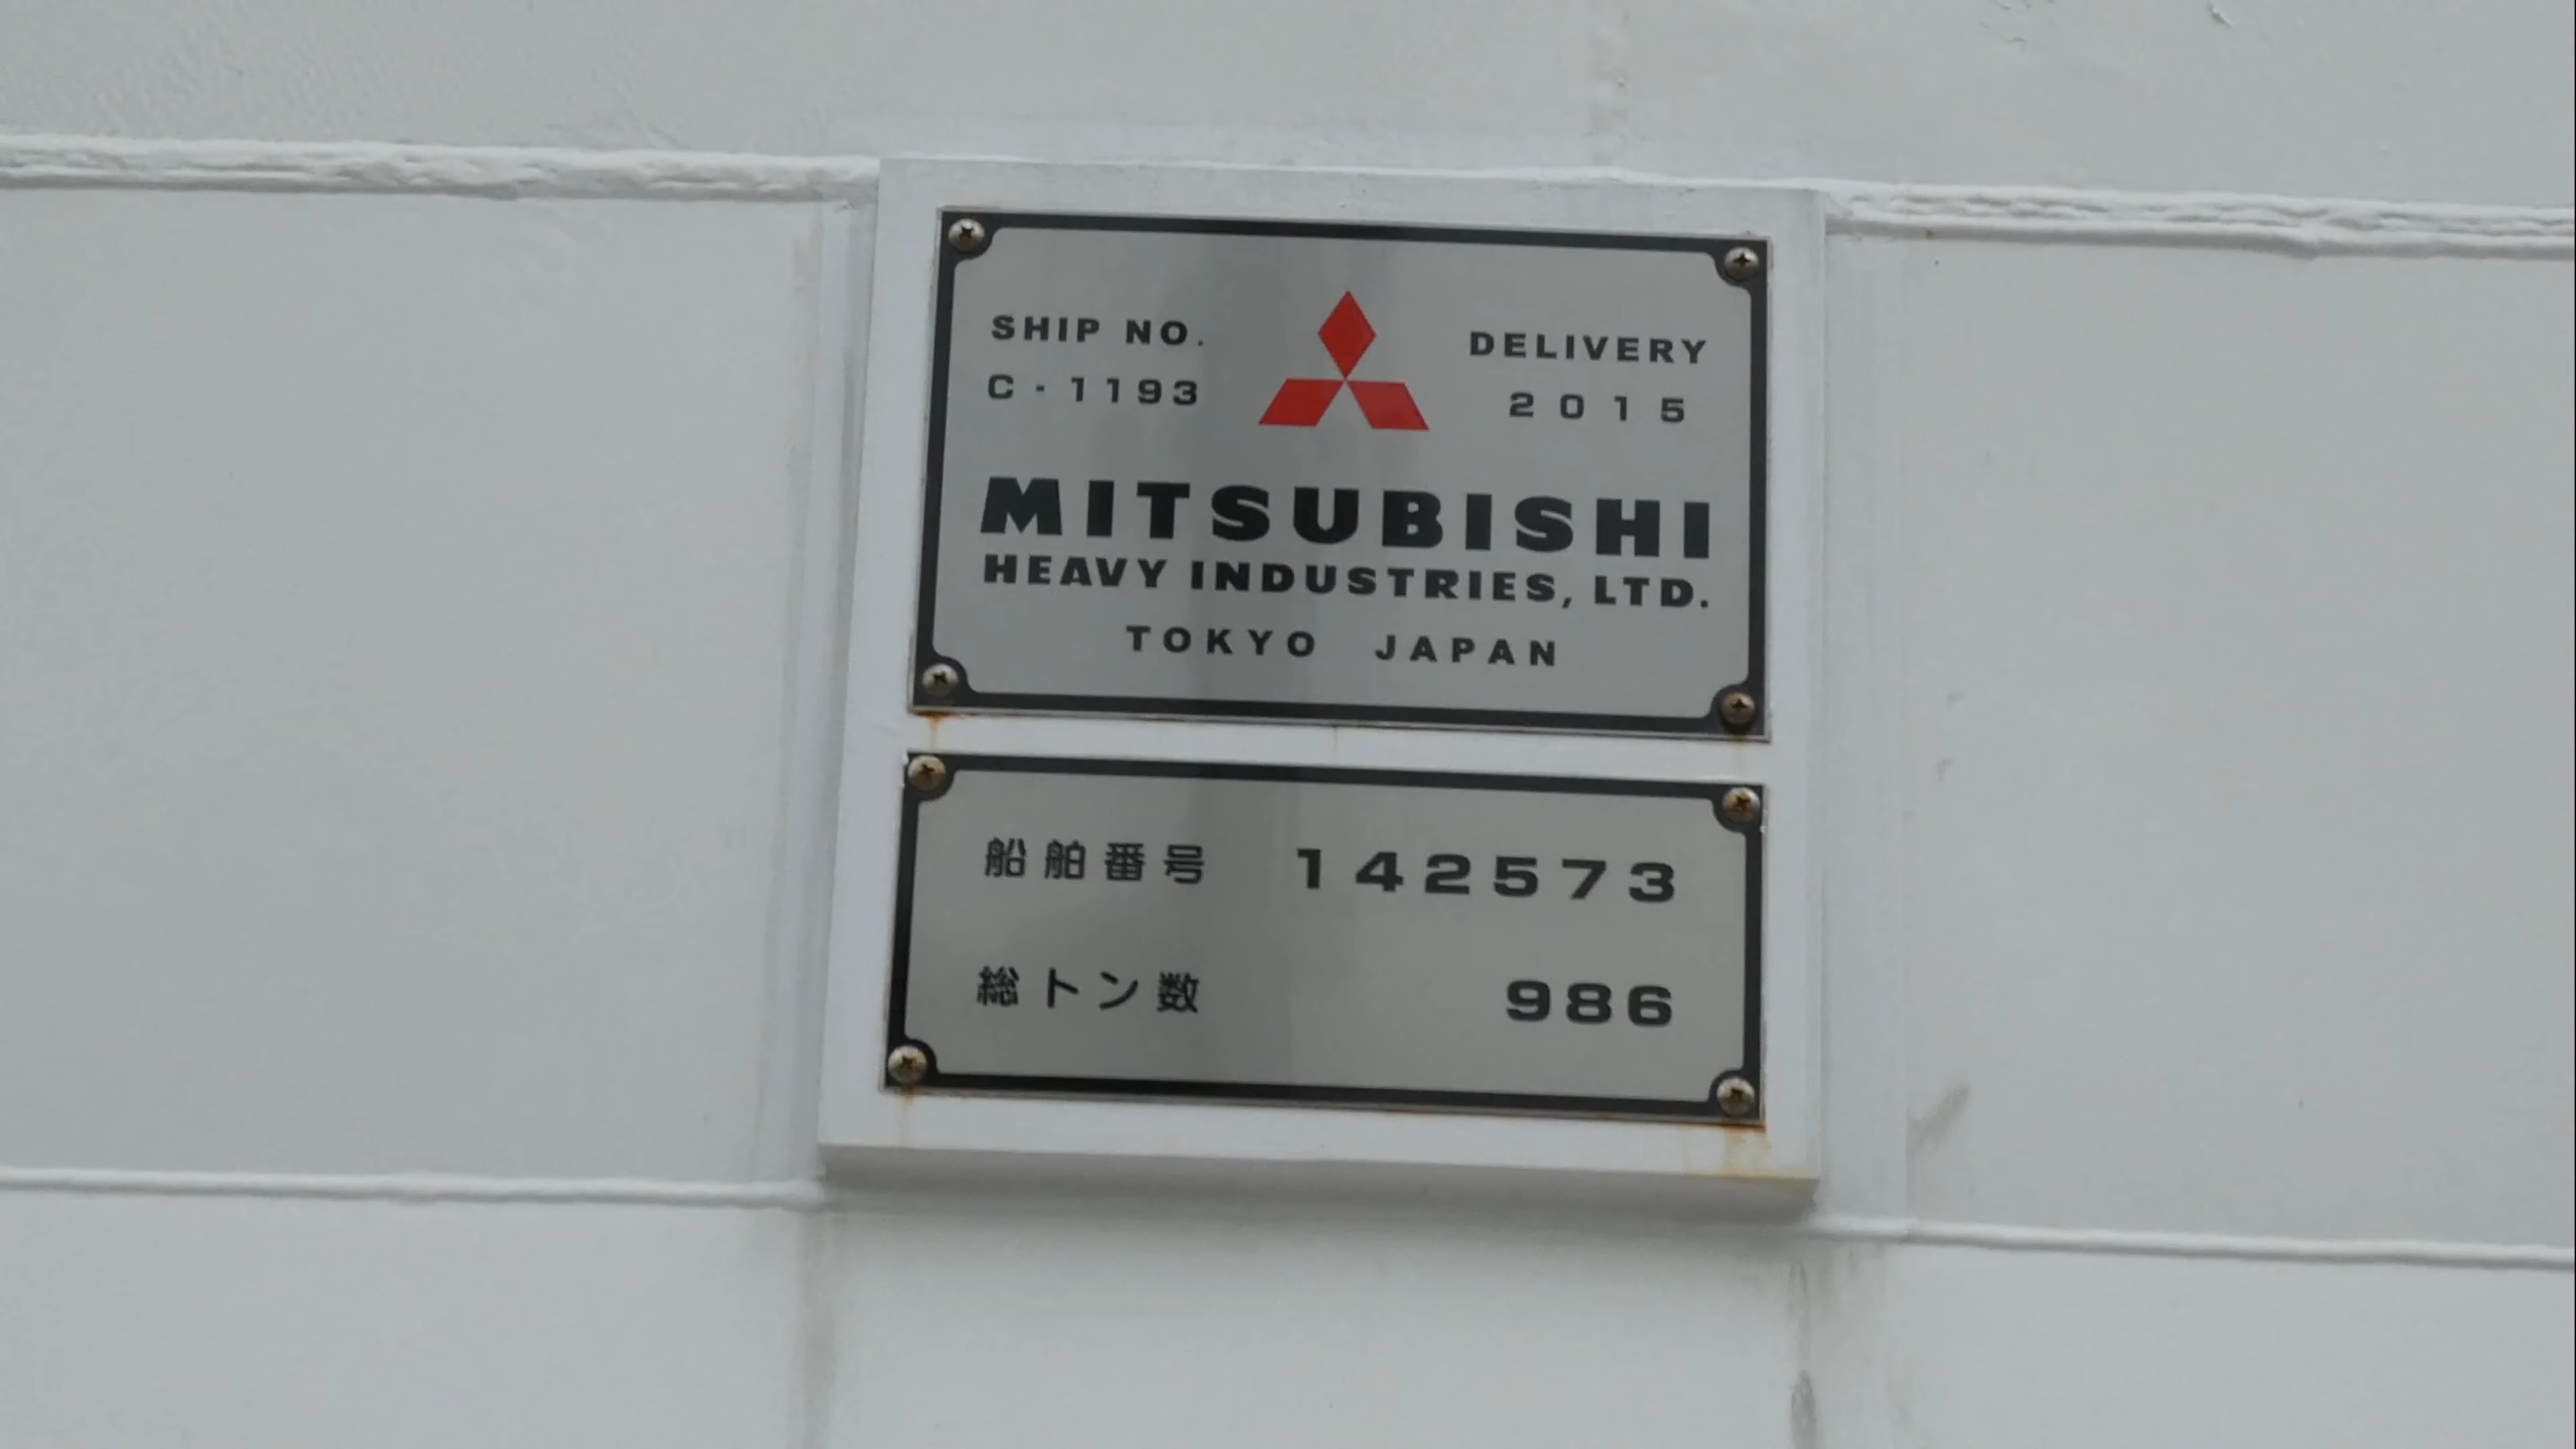 SHIP NO.
C-1193
DELIVERY
2015
MITSUBISHI
HEAVY INDUSTRIES, LTD.
TOKYO JAPAN
船舶番号 142573
総トン数 986